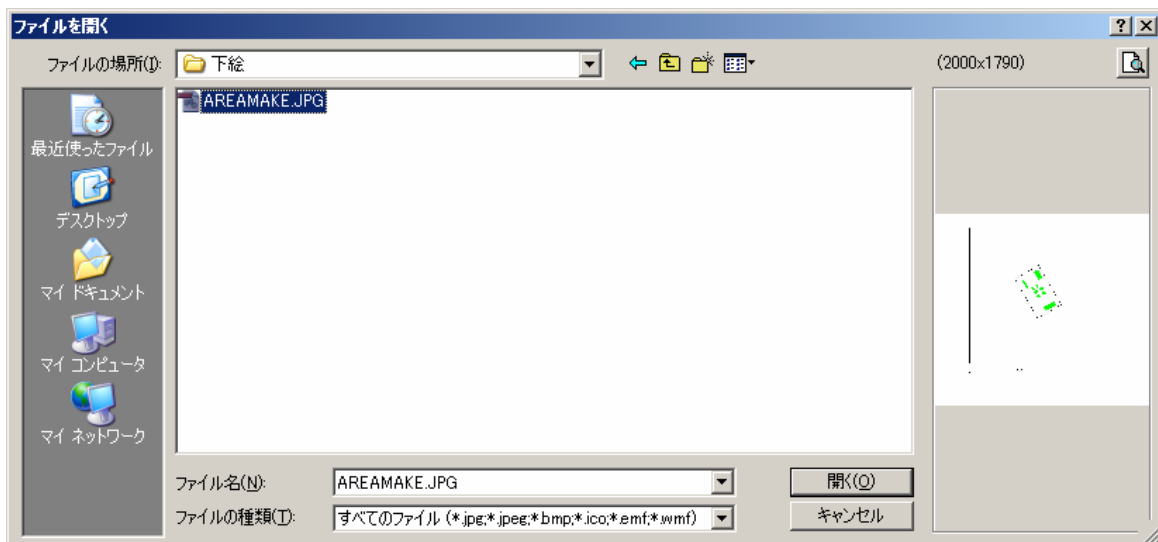 ファイルを開く
ファイルの場所(I): 下絵 (2000x1790)
AREAMAKE.JPG
最近使ったファイル
デスクトップ
マイ ドキュメント
マイ コンピュータ
マイ ネットワーク
ファイル名(N): AREAMAKE.JPG 開く(O)
ファイルの種類(T): すべてのファイル (*.jpg;*.jpeg;*.bmp;*.ico;*.emf;*.wmf) キャンセル